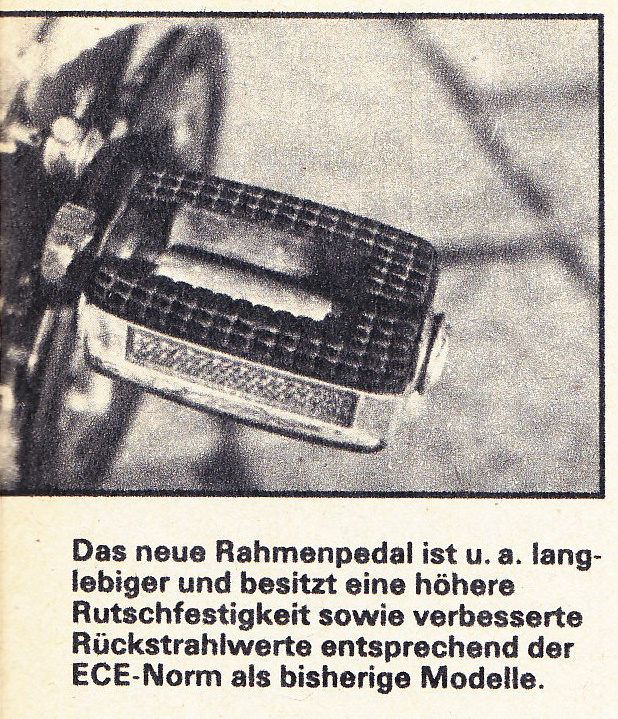 Das neue Rahmenpedal ist u. a. lang-
lebiger und besitzt eine höhere
Rutschfestigkeit sowie verbesserte
Rückstrahlwerte entsprechend der
ECE-Norm als bisherige Modelle.